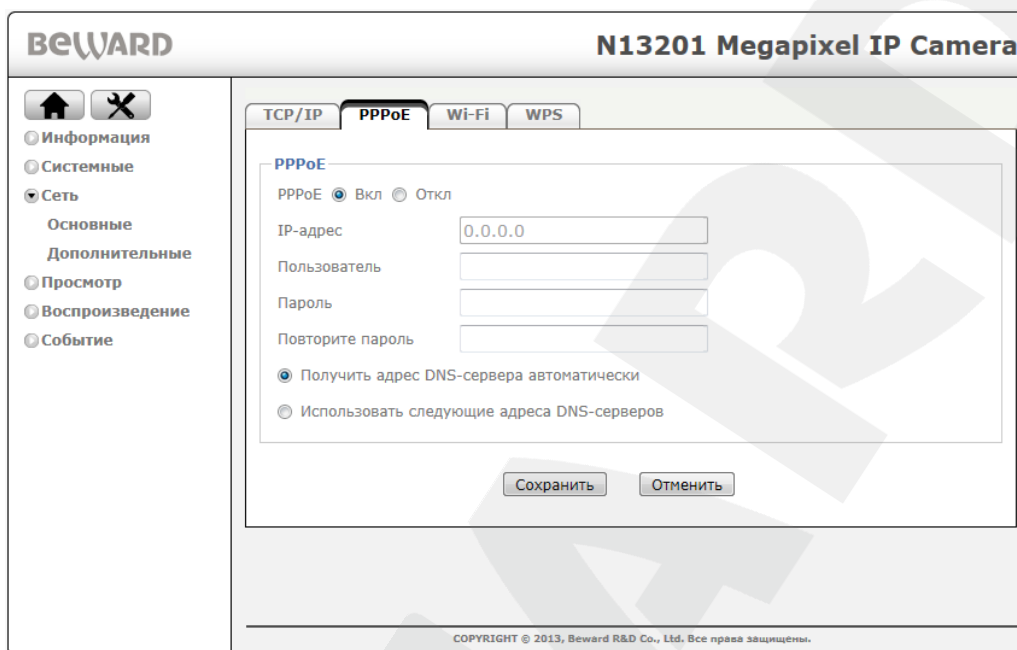 BEWARD
N13201 Megapixel IP Camera
TCP/IP PPPoE Wi-Fi WPS
Информация
Системные
Сеть
Основные
Дополнительные
Просмотр
Воспроизведение
Событие
PPPoE
PPPoE Вкл Откл
IP-адрес 0.0.0.0
Пользователь
Пароль
Повторите пароль
Получить адрес DNS-сервера автоматически
Использовать следующие адреса DNS-серверов
Сохранить Отменить
COPYRIGHT © 2013, Beward R&D Co., Ltd. Все права защищены.